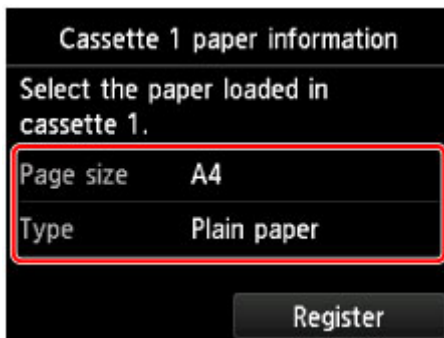 Cassette 1 paper information
Select the paper loaded in
cassette 1.
Page size A4
Type Plain paper
Register